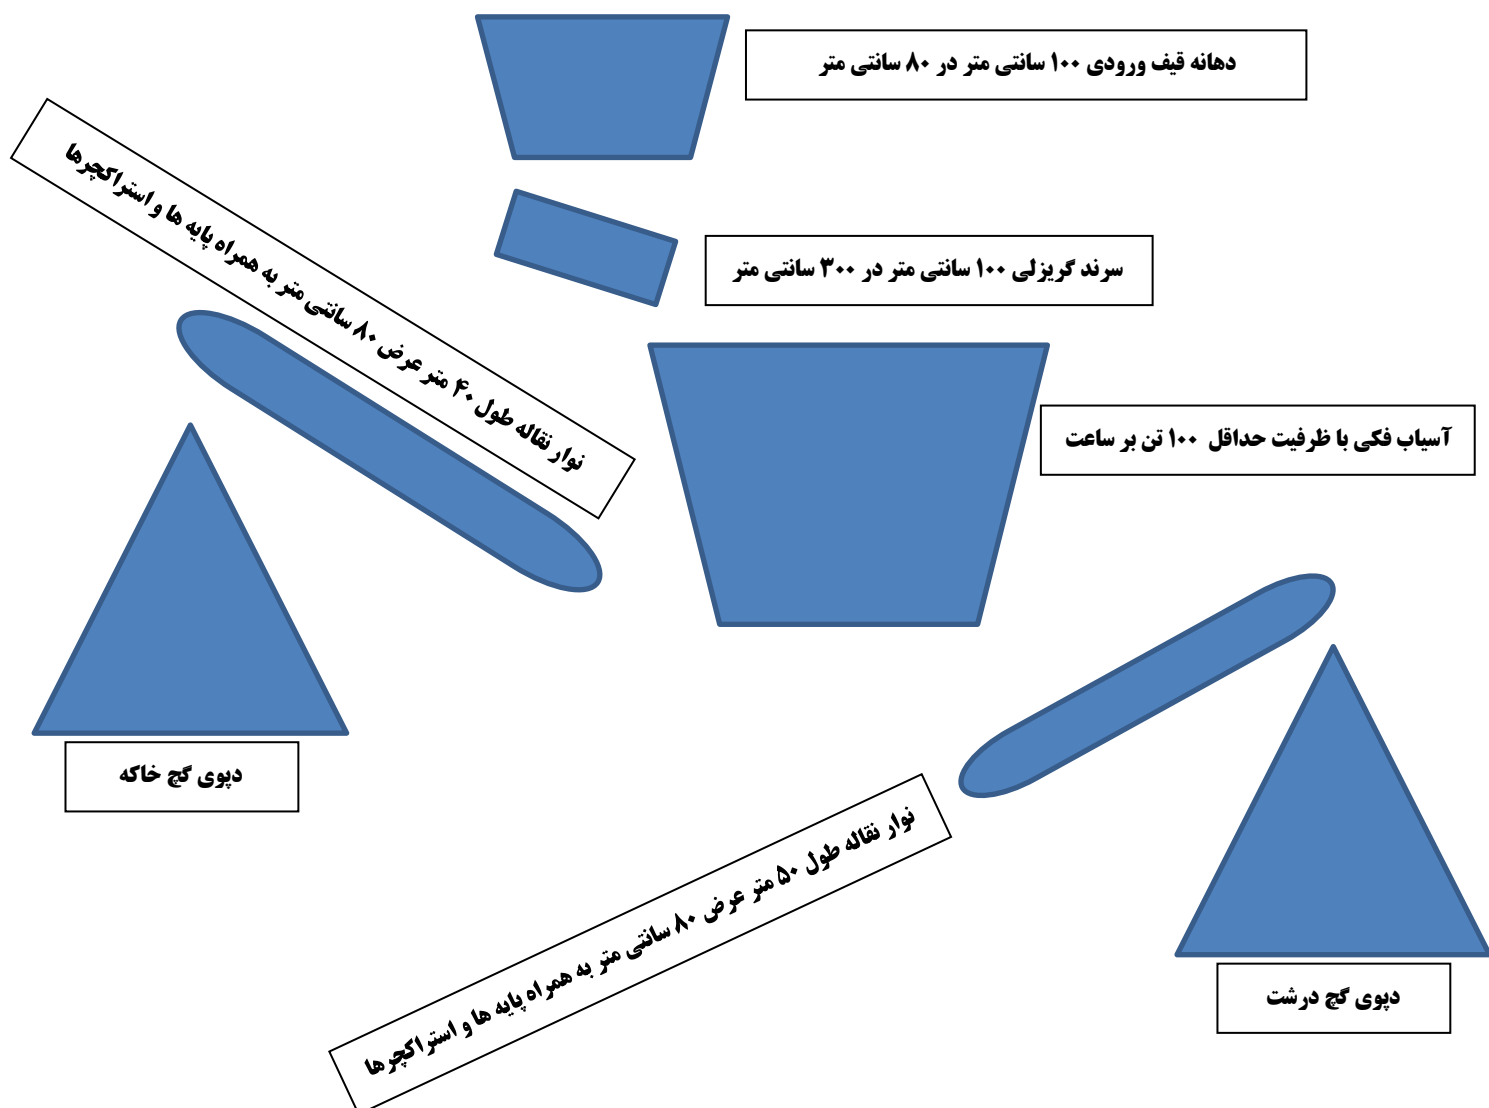 دهانه قیف ورودی ۱۰۰ سانتی متر در ۸۰ سانتی متر
نوار نقاله طول ۴۰ متر عرض ۸۰ سانتی متر به همراه پایه ها و استراکچرها
سرند گریزلی ۱۰۰ سانتی متر در ۳۰۰ سانتی متر
آسیاب فکی با ظرفیت حداقل ۱۰۰ تن بر ساعت
دپوی گچ خاکه
نوار نقاله طول ۵۰ متر عرض ۸۰ سانتی متر به همراه پایه ها و استراکچرها
دپوی گچ درشت